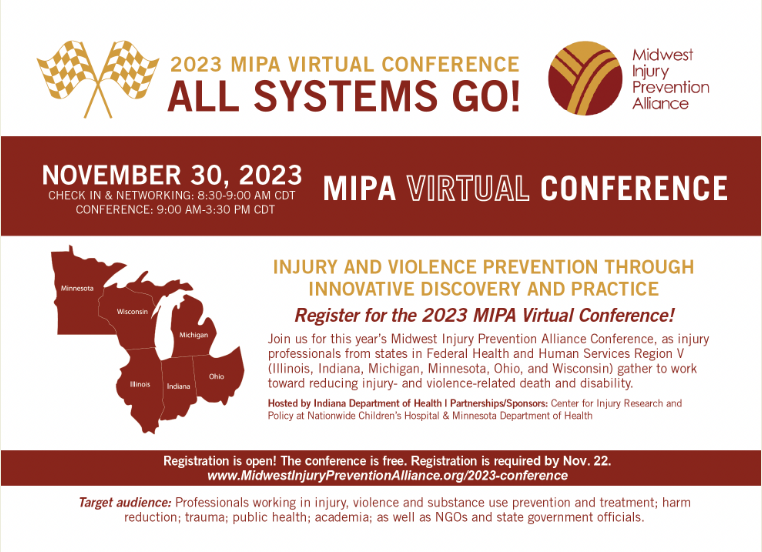 2023 MIPA VIRTUAL CONFERENCE
ALL SYSTEMS GO!
Midwest
Injury
Prevention
Alliance
NOVEMBER 30, 2023
CHECK IN & NETWORKING: 8:30-9:00 AM CDT
CONFERENCE: 9:00 AM-3:30 PM CDT
MIPA VIRTUAL CONFERENCE
Minnesota
Wisconsin
Michigan
Illinois
Indiana
Ohio
INJURY AND VIOLENCE PREVENTION THROUGH
INNOVATIVE DISCOVERY AND PRACTICE
Register for the 2023 MIPA Virtual Conference!
Join us for this year's Midwest Injury Prevention Alliance Conference, as injury
professionals from states in Federal Health and Human Services Region V
(Illinois, Indiana, Michigan, Minnesota, Ohio, and Wisconsin) gather to work
toward reducing injury- and violence-related death and disability.
Hosted by Indiana Department of Health | Partnerships/Sponsors: Center for Injury Research and
Policy at Nationwide Children's Hospital & Minnesota Department of Health
Registration is open! The conference is free. Registration is required by Nov. 22.
www.MidwestInjuryPreventionAlliance.org/2023-conference
Target audience: Professionals working in injury, violence and substance use prevention and treatment; harm
reduction; trauma; public health; academia; as well as NGOs and state government officials.